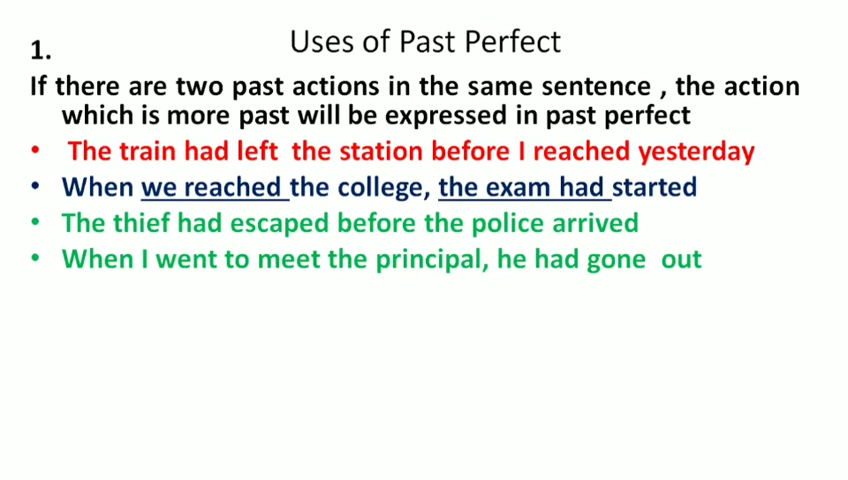 Uses of Past Perfect
1.
If there are two past actions in the same sentence , the action
which is more past will be expressed in past perfect
• The train had left the station before I reached yesterday
• When we reached the college, the exam had started
• The thief had escaped before the police arrived
• When I went to meet the principal, he had gone out